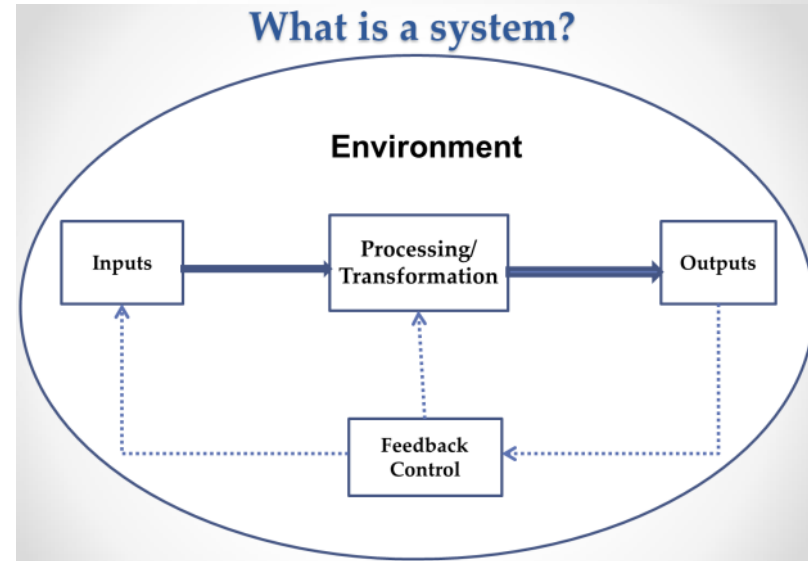 What is a system?
Environment
Inputs
Processing/
Transformation
Outputs
Feedback
Control